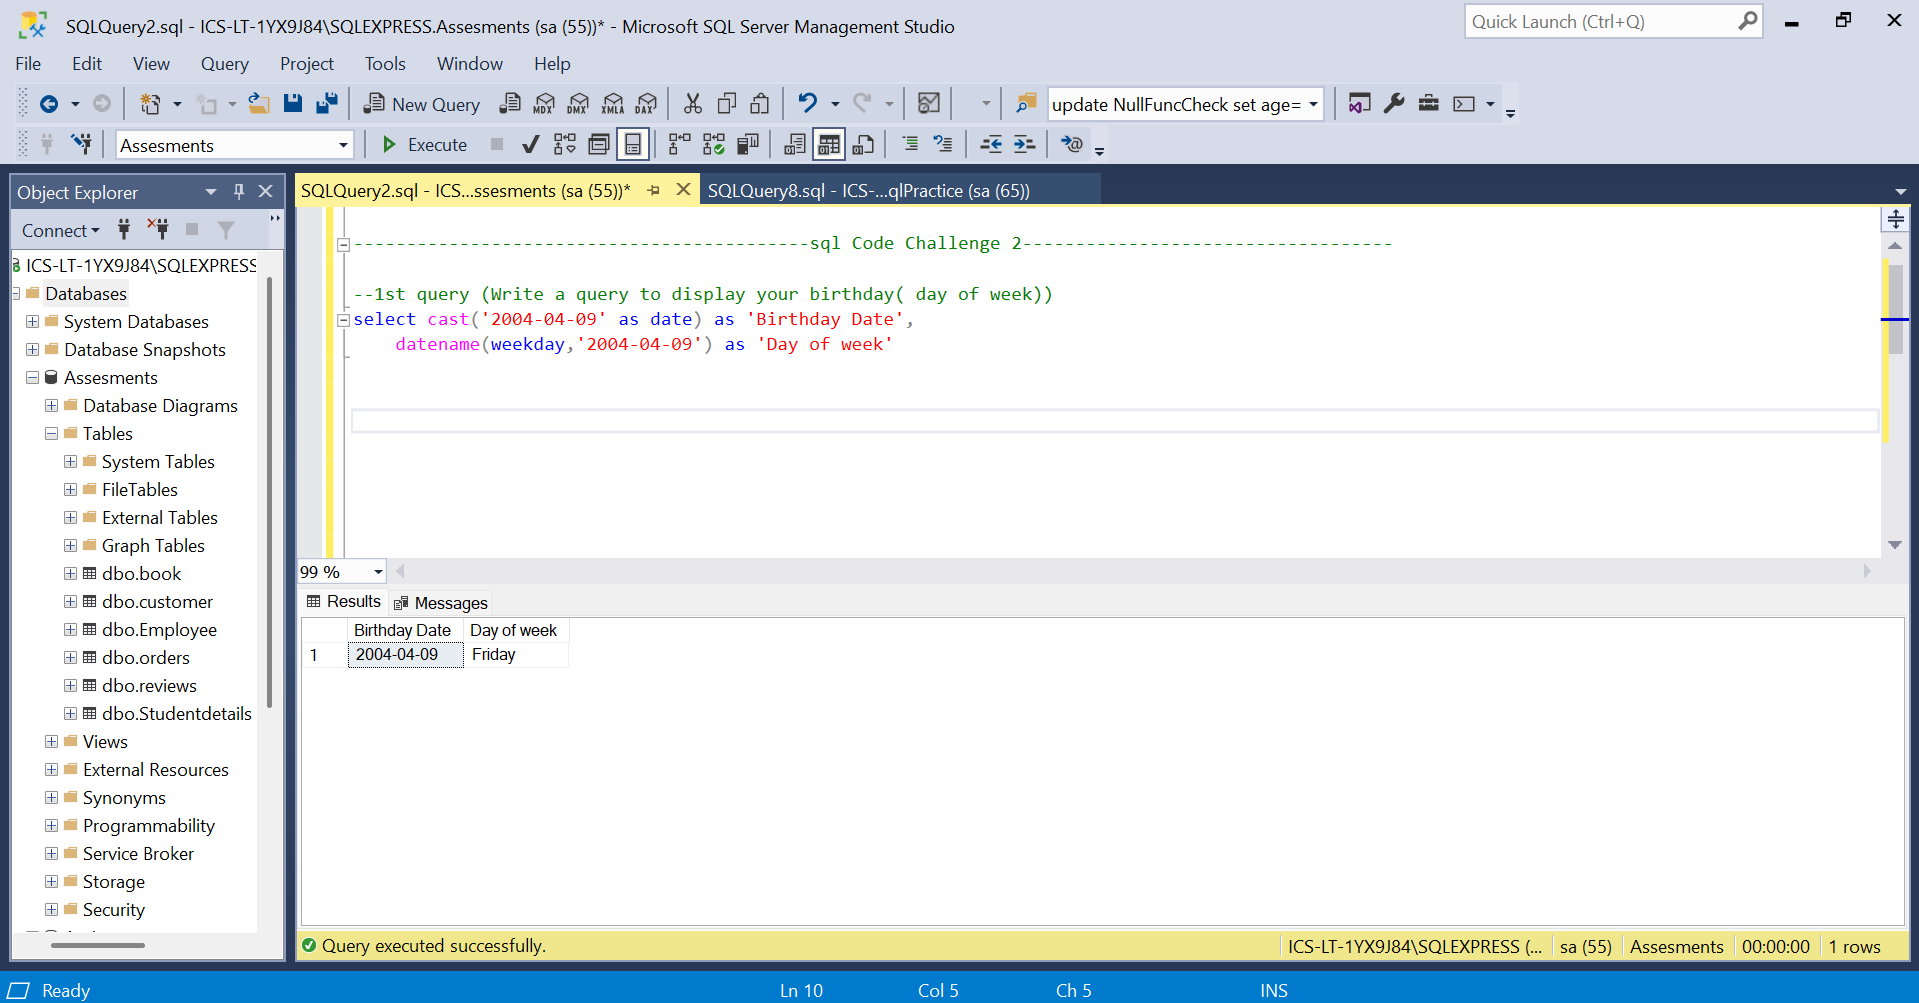 SQLQuery2.sql - ICS-LT-1YX9J84\SQLEXPRESS.Assesments (sa (55))* - Microsoft SQL Server Management Studio
Quick Launch (Ctrl+Q)
File Edit View Query Project Tools Window Help
New Query MDX DMX XMLA DAX update NullFuncCheck set age=
Assesments Execute
Object Explorer
Connect
ICS-LT-1YX9J84\SQLEXPRESS
Databases
System Databases
Database Snapshots
Assesments
Database Diagrams
Tables
System Tables
FileTables
External Tables
Graph Tables
dbo.book
dbo.customer
dbo.Employee
dbo.orders
dbo.reviews
dbo.Studentdetails
Views
External Resources
Synonyms
Programmability
Service Broker
Storage
Security
SQLQuery2.sql - ICS...ssesments (sa (55))* SQLQuery8.sql - ICS-...qlPractice (sa (65))
-------------------------------------------sql Code Challenge 2-----------------------------------
--1st query (Write a query to display your birthday( day of week))
select cast('2004-04-09' as date) as 'Birthday Date',
datename(weekday,'2004-04-09') as 'Day of week'
99 %
Results Messages
Birthday Date Day of week
1 2004-04-09 Friday
Query executed successfully. ICS-LT-1YX9J84\SQLEXPRESS (... sa (55) Assesments 00:00:00 1 rows
Ready Ln 10 Col 5 Ch 5 INS